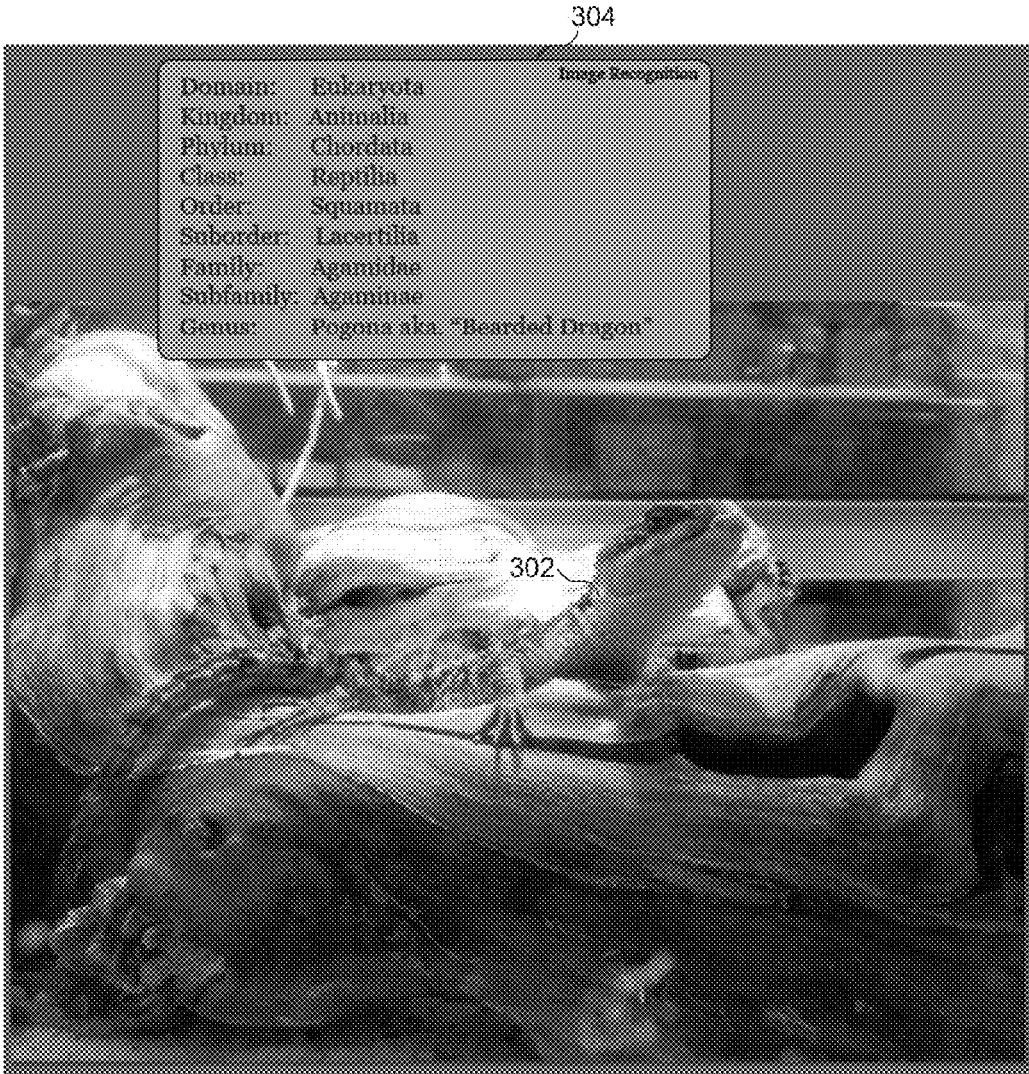 304
Image Recognition
Domain: Eukaryota
Kingdom: Animalia
Phylum: Chordata
Class: Reptilia
Order: Squamata
Suborder: Lacertilia
Family: Agamidae
Subfamily: Agaminae
Genus: Pogona aka. "Bearded Dragon"
302